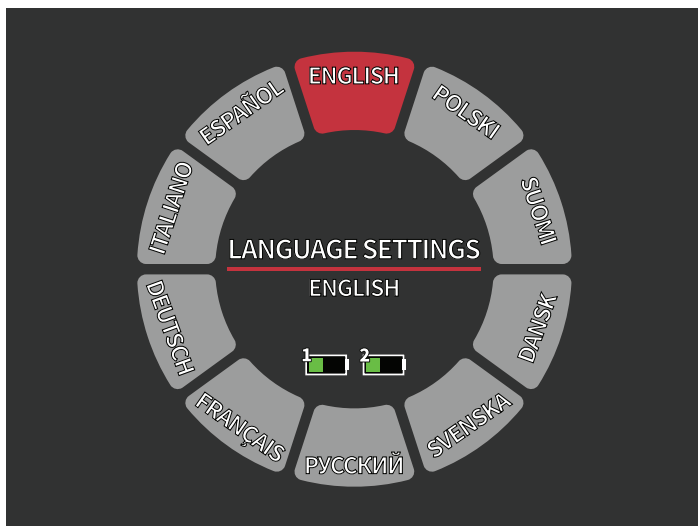 ENGLISH
POLSKI
SUOMI
DANSK
SVENSKA
РУССКИЙ
FRANÇAIS
DEUTSCH
ITALIANO
ESPAÑOL
LANGUAGE SETTINGS
ENGLISH
1
2